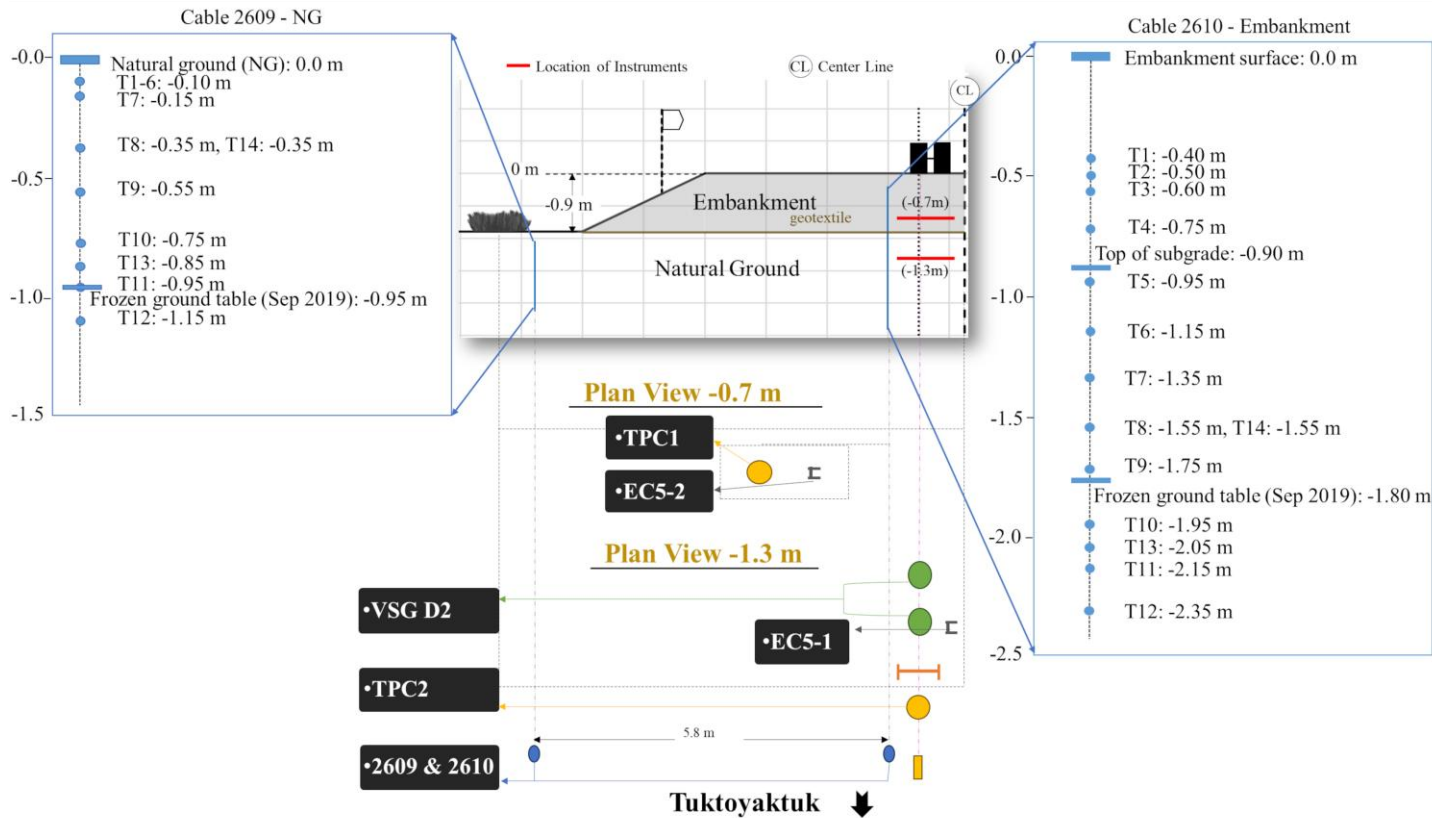 Cable 2609 - NG
-0.0
Natural ground (NG): 0.0 m
T1-6: -0.10 m
T7: -0.15 m
T8: -0.35 m, T14: -0.35 m
-0.5
T9: -0.55 m
T10: -0.75 m
T13: -0.85 m
T11: -0.95 m
-1.0
Frozen ground table (Sep 2019): -0.95 m
T12: -1.15 m
-1.5
Location of Instruments
CL Center Line
CL
0 m
-0.9 m
Embankment
(-0.7m)
geotextile
Natural Ground
(-1.3m)
Cable 2610 - Embankment
0.0
Embankment surface: 0.0 m
T1: -0.40 m
-0.5
T2: -0.50 m
T3: -0.60 m
T4: -0.75 m
Top of subgrade: -0.90 m
-1.0
T5: -0.95 m
T6: -1.15 m
T7: -1.35 m
-1.5
T8: -1.55 m, T14: -1.55 m
T9: -1.75 m
Frozen ground table (Sep 2019): -1.80 m
T10: -1.95 m
-2.0
T13: -2.05 m
T11: -2.15 m
T12: -2.35 m
-2.5
Plan View -0.7 m
•TPC1
•EC5-2
Plan View -1.3 m
•VSG D2
•EC5-1
•TPC2
5.8 m
•2609 & 2610
Tuktoyaktuk